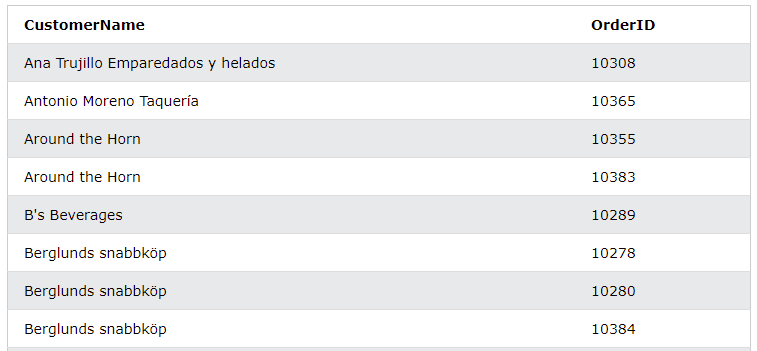 CustomerName OrderID
Ana Trujillo Emparedados y helados 10308
Antonio Moreno Taquería 10365
Around the Horn 10355
Around the Horn 10383
B's Beverages 10289
Berglunds snabbköp 10278
Berglunds snabbköp 10280
Berglunds snabbköp 10384